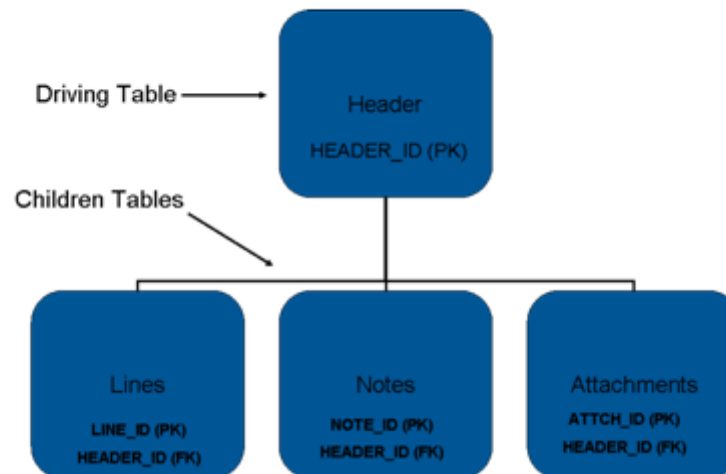 Driving Table
Header
HEADER_ID (PK)
Children Tables
Lines
LINE_ID (PK)
HEADER_ID (FK)
Notes
NOTE_ID (PK)
HEADER_ID (FK)
Attachments
ATTCH_ID (PK)
HEADER_ID (FK)